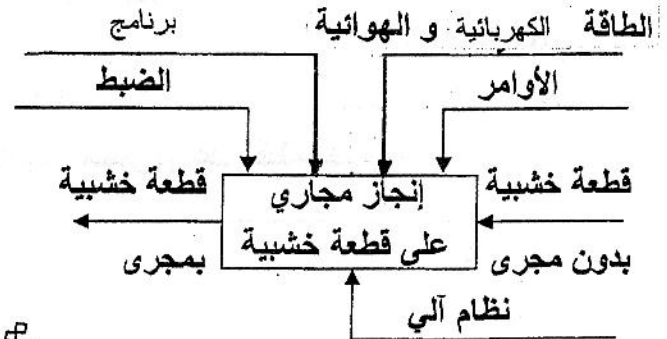 الطاقة الكهربائية و الهوائية
برنامج
الأوامر
الضبط
قطعة خشبية
إنجاز مجاري
قطعة خشبية
بدون مجرى
على قطعة خشبية
بمجرى
نظام آلي